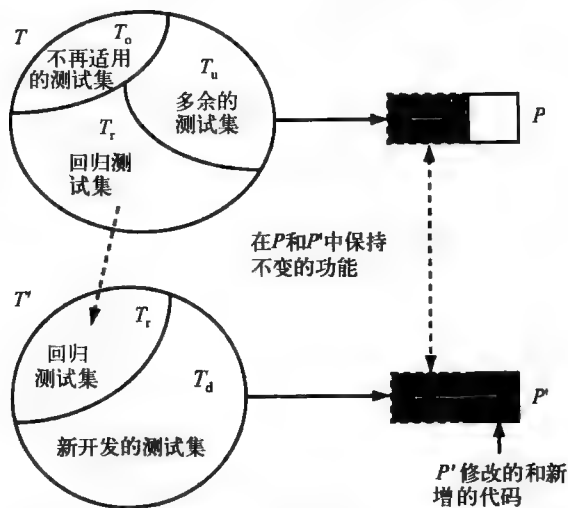 T
T₀
不再适用
的测试集
Tᵤ
多余的
测试集
Tᵣ
回归测
试集
P
在P和P'中保持
不变的功能
T'
Tᵣ
回归
测试集
T_d
新开发的测试集
P'
P'修改的和新
增的代码